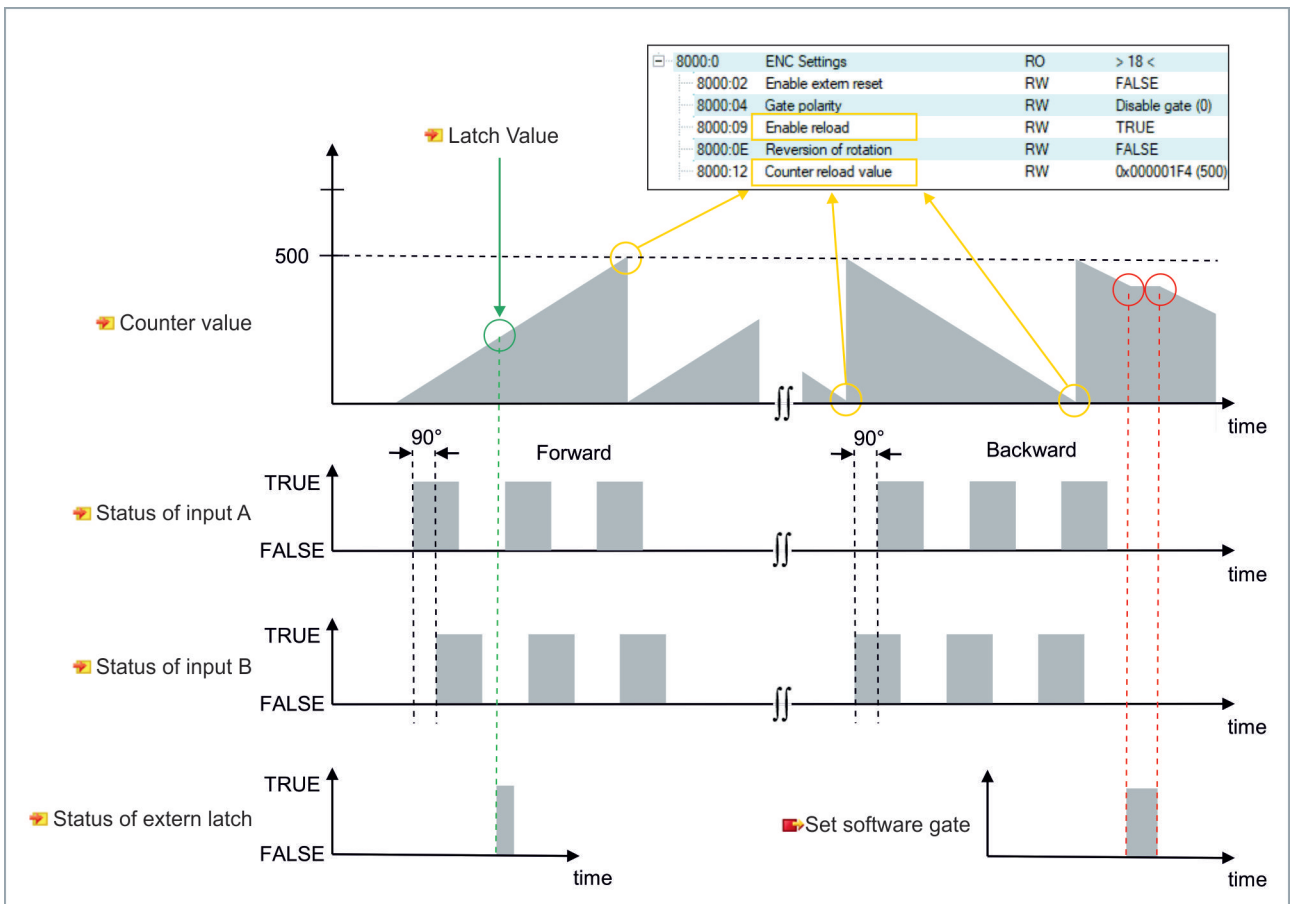 8000:0 ENC Settings RO > 18 <
8000:02 Enable extern reset RW FALSE
8000:04 Gate polarity RW Disable gate (0)
8000:09 Enable reload RW TRUE
8000:0E Reversion of rotation RW FALSE
8000:12 Counter reload value RW 0x000001F4 (500)
Latch Value
500
Counter value
time
90°
Forward
90°
Backward
TRUE
Status of input A
FALSE
time
TRUE
Status of input B
FALSE
time
TRUE
Status of extern latch
FALSE
time
Set software gate
time